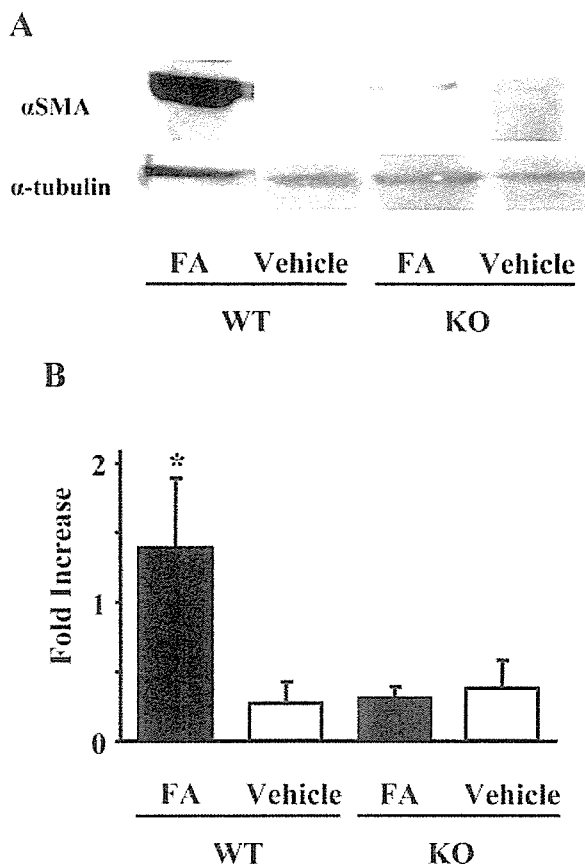 A
αSMA
α-tubulin
FA Vehicle FA Vehicle
WT KO
B
Fold Increase
2
*
1
0
FA Vehicle FA Vehicle
WT KO